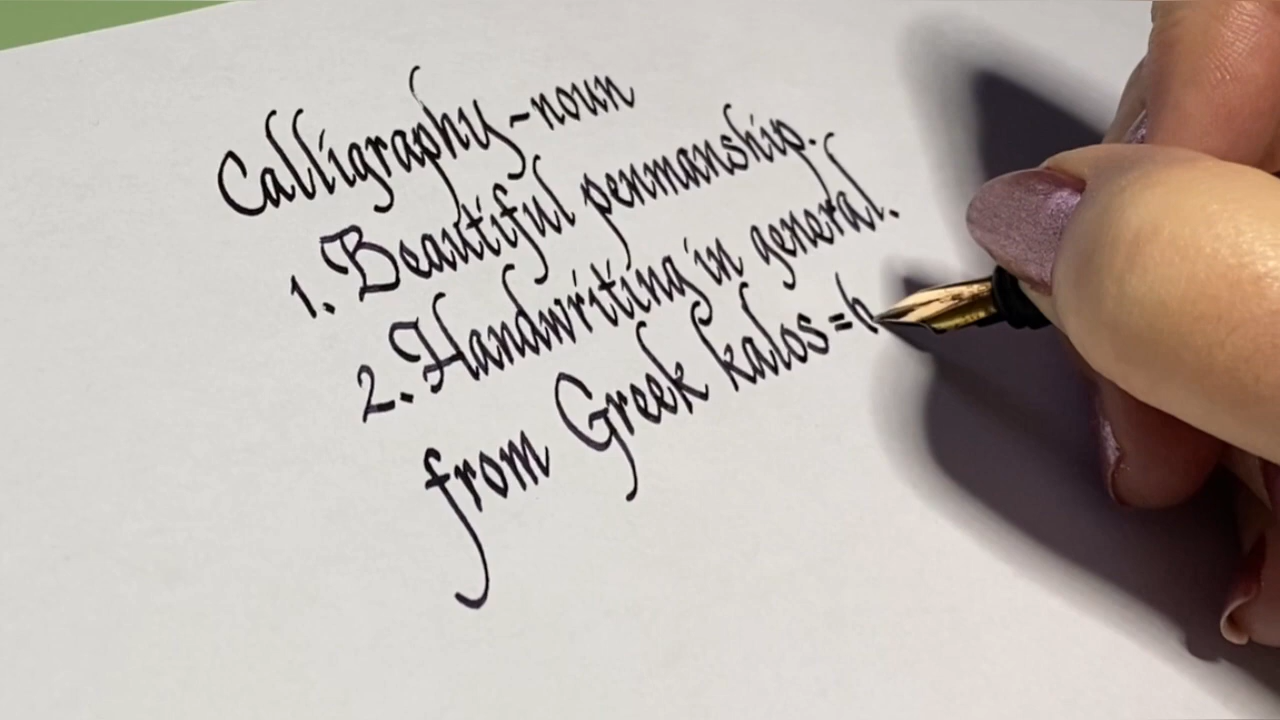 Calligraphy-noun
1. Beautiful penmanship.
2. Handwriting in general.
from Greek kalos=